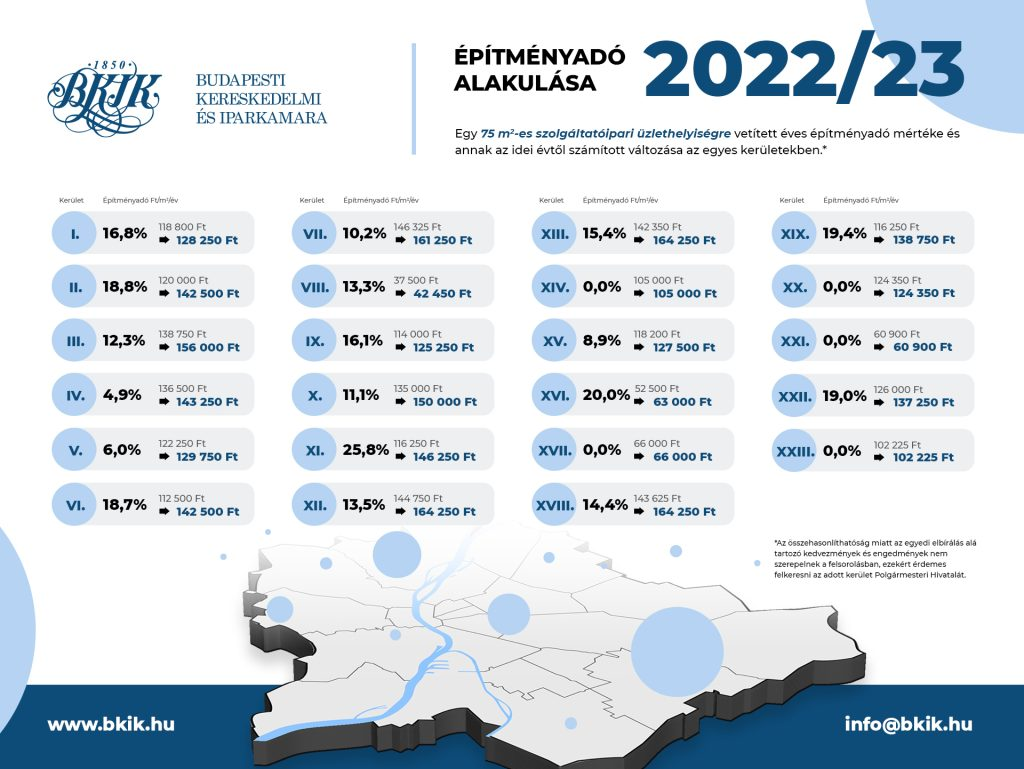 ·1850·
BKIK
BUDAPESTI
KERESKEDELMI
ÉS IPARKAMARA
ÉPÍTMÉNYADÓ
ALAKULÁSA
2022/23
Egy 75 m²-es szolgáltatóipari üzlethelyiségre vetített éves építményadó mértéke és
annak az idei évtől számított változása az egyes kerületekben.*
Kerület Építményadó Ft/m²/év
I. 16,8% 118 800 Ft
➡ 128 250 Ft
II. 18,8% 120 000 Ft
➡ 142 500 Ft
III. 12,3% 138 750 Ft
➡ 156 000 Ft
IV. 4,9% 136 500 Ft
➡ 143 250 Ft
V. 6,0% 122 250 Ft
➡ 129 750 Ft
VI. 18,7% 112 500 Ft
➡ 142 500 Ft
Kerület Építményadó Ft/m²/év
VII. 10,2% 146 325 Ft
➡ 161 250 Ft
VIII. 13,3% 37 500 Ft
➡ 42 450 Ft
IX. 16,1% 114 000 Ft
➡ 125 250 Ft
X. 11,1% 135 000 Ft
➡ 150 000 Ft
XI. 25,8% 116 250 Ft
➡ 146 250 Ft
XII. 13,5% 144 750 Ft
➡ 164 250 Ft
Kerület Építményadó Ft/m²/év
XIII. 15,4% 142 350 Ft
➡ 164 250 Ft
XIV. 0,0% 105 000 Ft
➡ 105 000 Ft
XV. 8,9% 118 200 Ft
➡ 127 500 Ft
XVI. 20,0% 52 500 Ft
➡ 63 000 Ft
XVII. 0,0% 66 000 Ft
➡ 66 000 Ft
XVIII. 14,4% 143 625 Ft
➡ 164 250 Ft
Kerület Építményadó Ft/m²/év
XIX. 19,4% 116 250 Ft
➡ 138 750 Ft
XX. 0,0% 124 350 Ft
➡ 124 350 Ft
XXI. 0,0% 60 900 Ft
➡ 60 900 Ft
XXII. 19,0% 126 000 Ft
➡ 137 250 Ft
XXIII. 0,0% 102 225 Ft
➡ 102 225 Ft
*Az összehasonlíthatóság miatt az egyedi elbírálás alá
tartozó kedvezmények és engedmények nem
szerepelnek a felsorolásban, ezekért érdemes
felkeresni az adott kerület Polgármesteri Hivatalát.
www.bkik.hu
info@bkik.hu